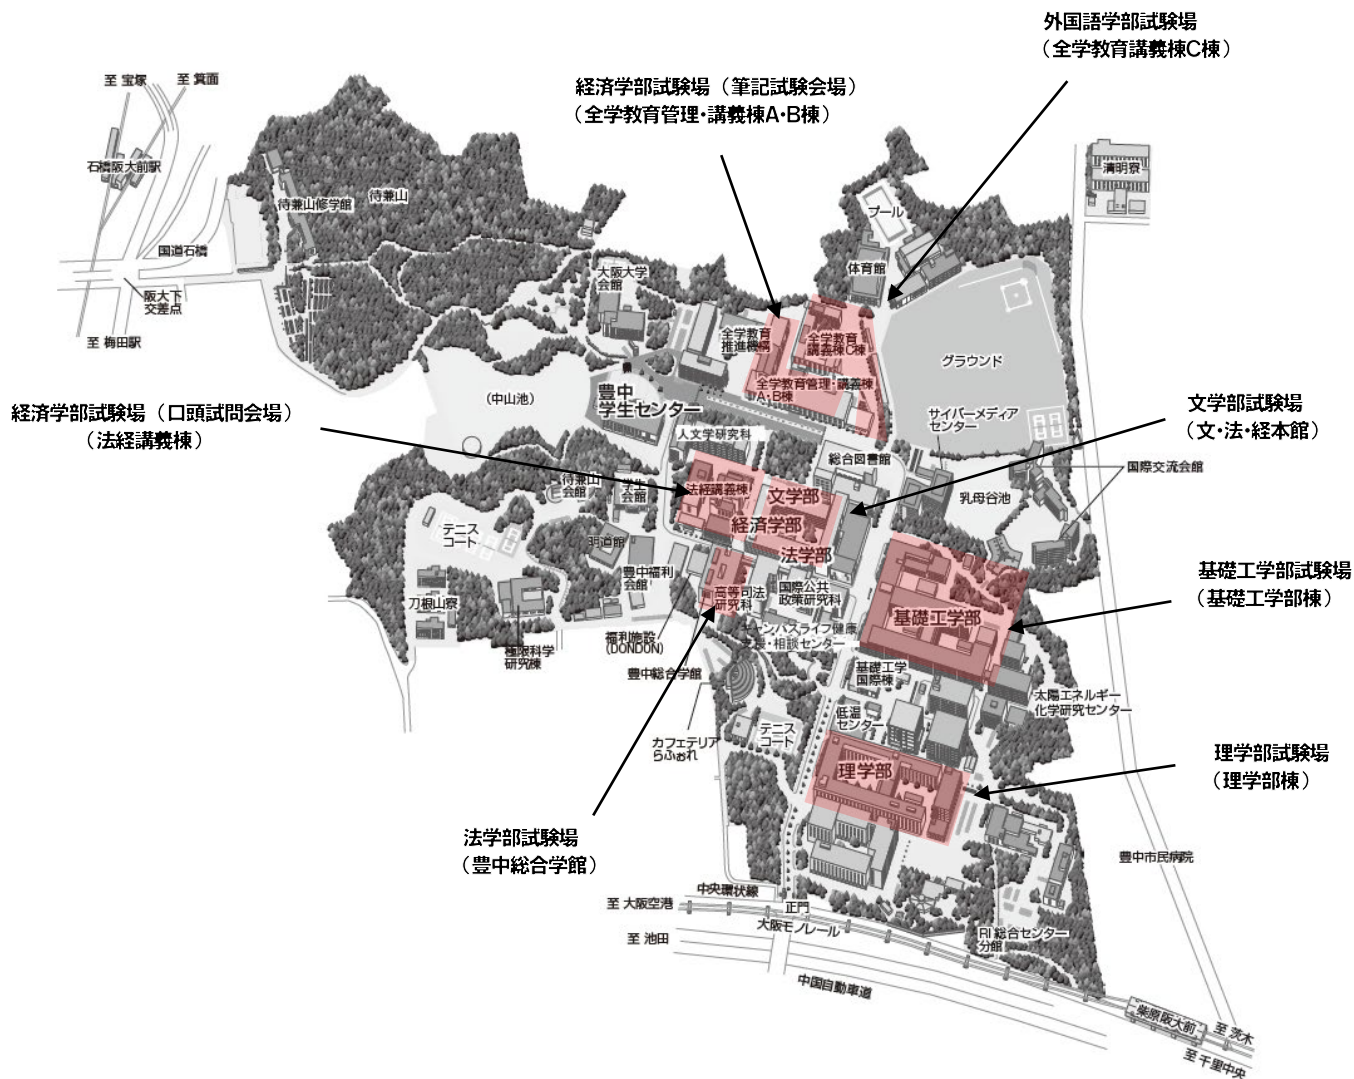 外国語学部試験場
（全学教育講義棟C棟）
経済学部試験場（筆記試験会場）
（全学教育管理・講義棟A・B棟）
至 宝塚
至 箕面
石橋阪大前駅
清明寮
待兼山修学館
待兼山
プール
国道石橋
体育館
大阪大学
会館
阪大下
交差点
至 梅田駅
全学教育
推進機構
全学教育
講義棟C棟
グラウンド
全学教育管理・講義棟
A・B棟
（中山池）
豊中
学生センター
経済学部試験場（口頭試問会場）
（法経講義棟）
サイバーメディア
センター
文学部試験場
（文・法・経本館）
人文学研究科
総合図書館
国際交流会館
待兼山
会館
学生
会館
法経講義棟
文学部
乳母谷池
経済学部
テニス
コート
明道館
法学部
豊中福利
会館
高等司法
研究科
国際公共
政策研究科
基礎工学部試験場
（基礎工学部棟）
刀根山寮
基礎工学部
福利施設
（DONDON）
キャンパスライフ健康
支援・相談センター
極限科学
研究棟
豊中総合学館
基礎工学
国際棟
太陽エネルギー
化学研究センター
低温
センター
カフェテリア
らふぉれ
テニス
コート
理学部試験場
（理学部棟）
理学部
法学部試験場
（豊中総合学館）
豊中市民病院
中央環状線
至 大阪空港
正門
大阪モノレール
至 池田
RI 総合センター
分館
中国自動車道
柴原阪大前
至 茨木
至 千里中央